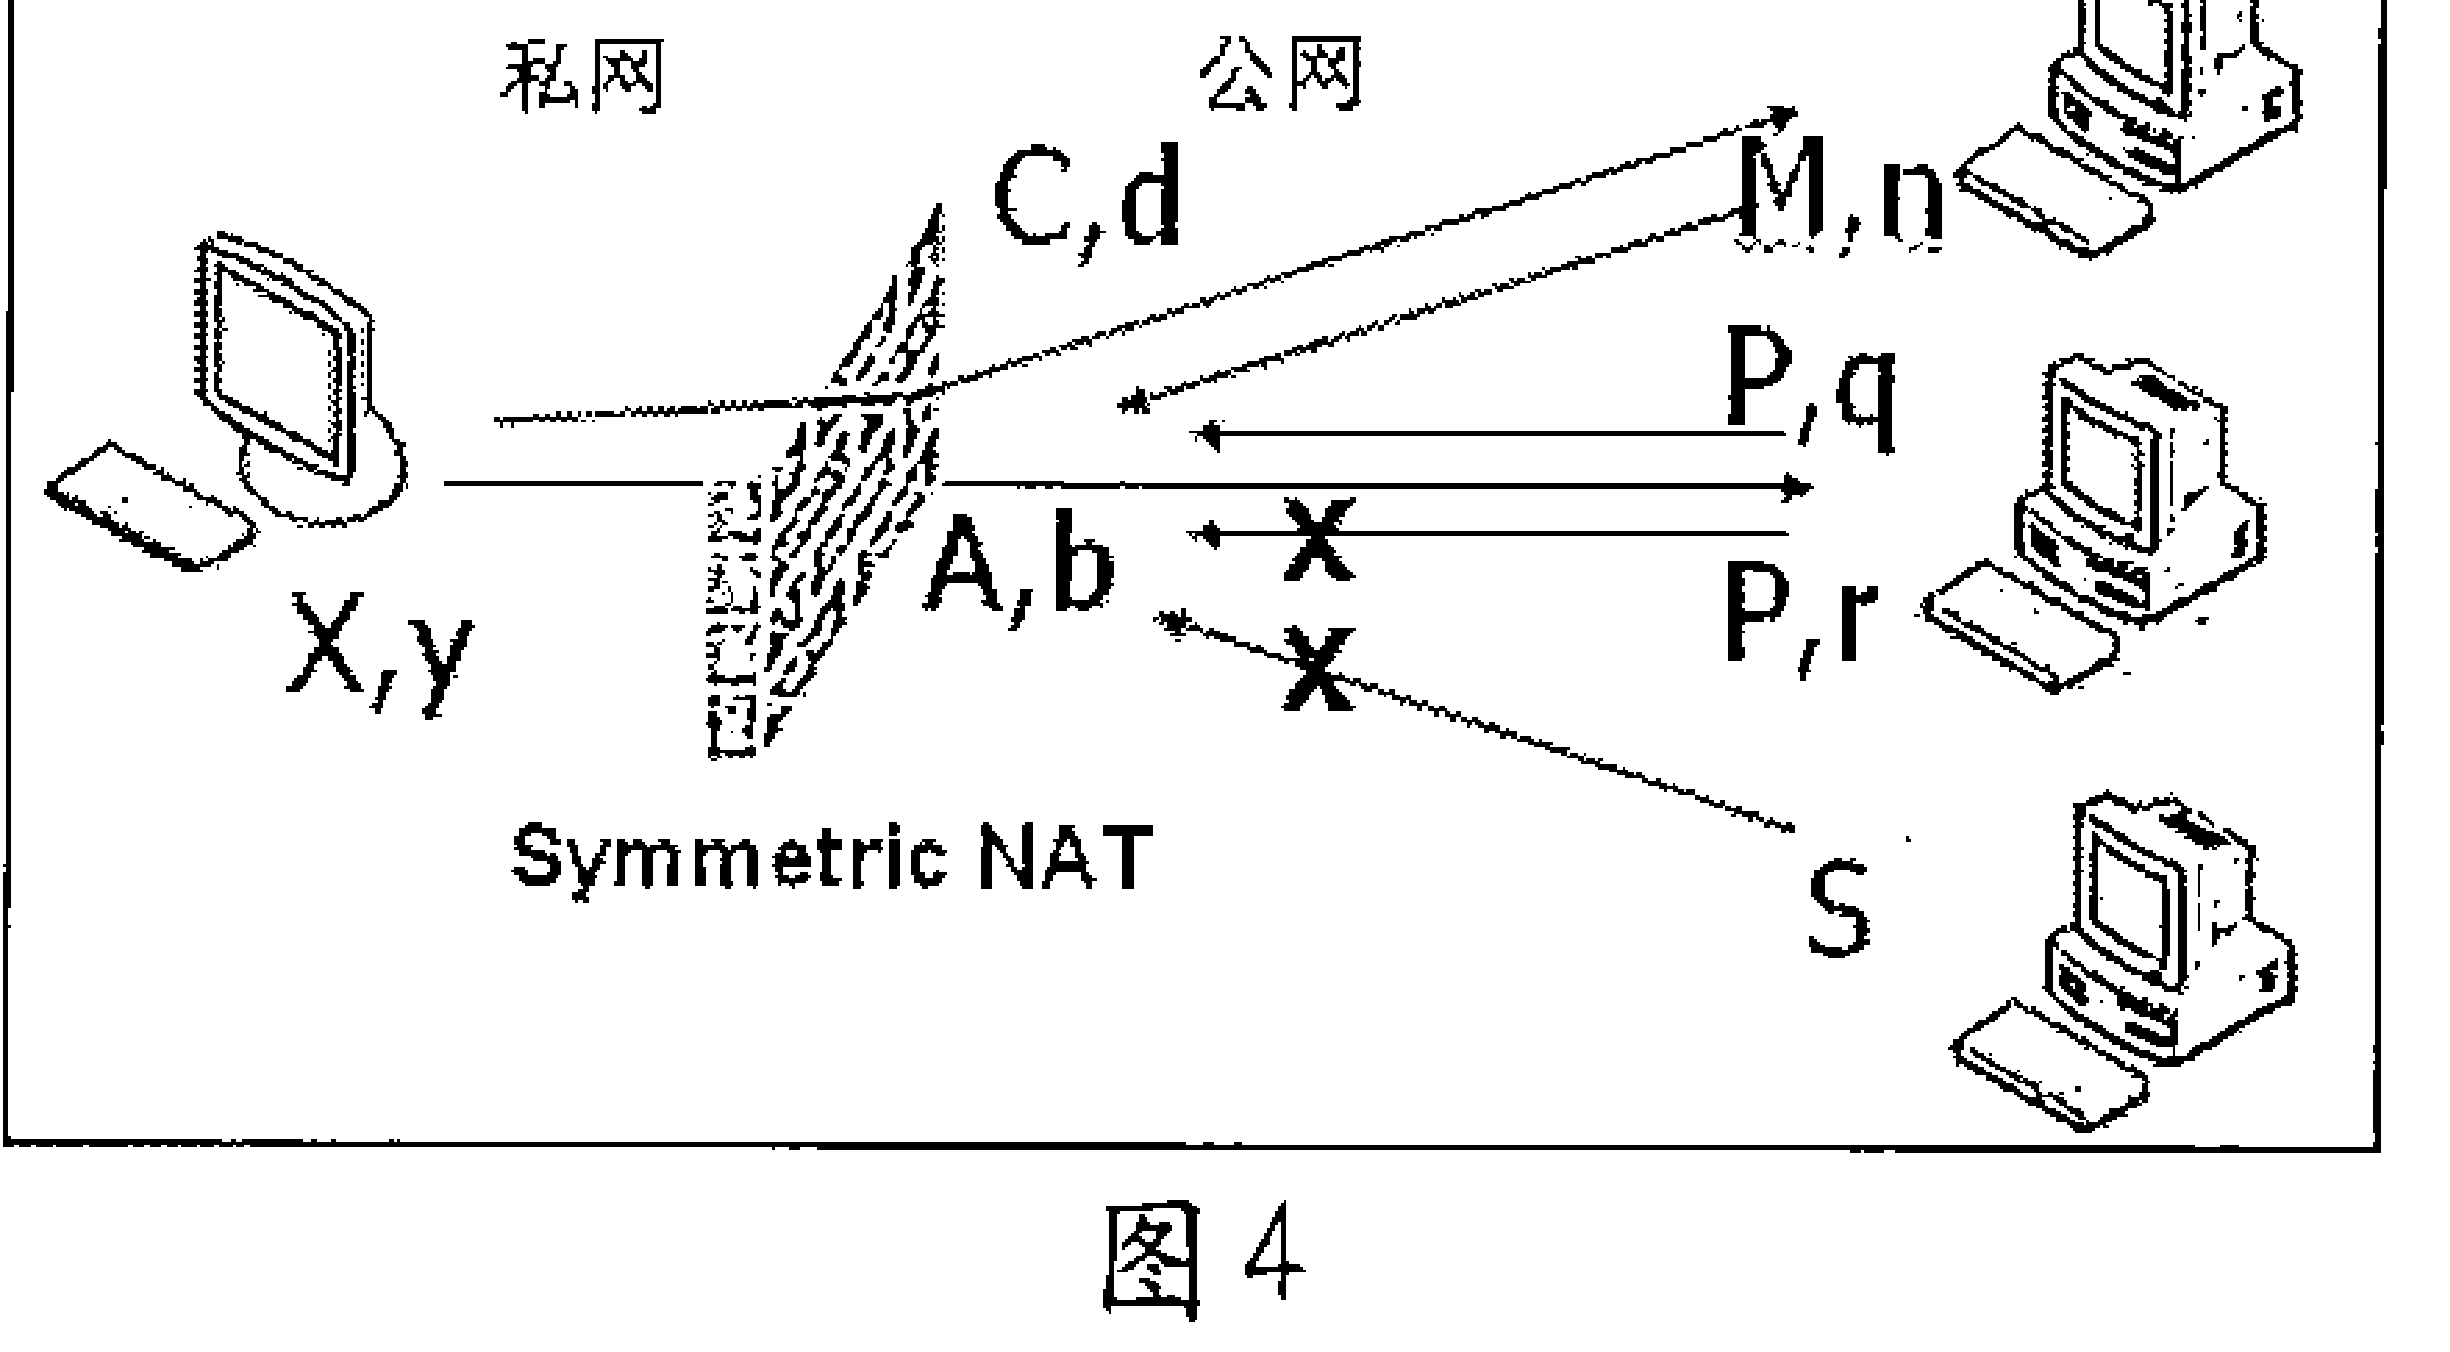 私网 公网
C,d
M,n
P,q
A,b
P,r
X,y
Symmetric NAT
S
图 4